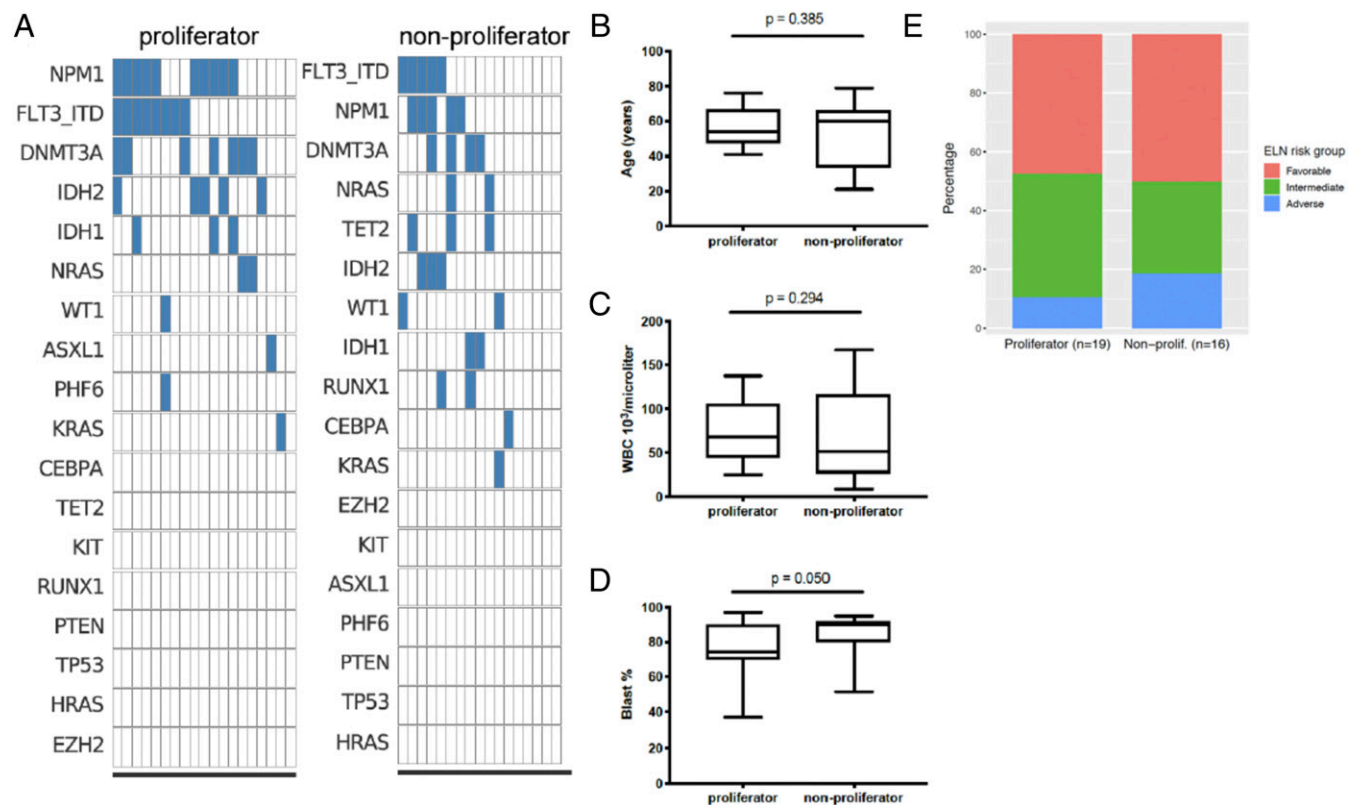 A
proliferator
NPM1
FLT3_ITD
DNMT3A
IDH2
IDH1
NRAS
WT1
ASXL1
PHF6
KRAS
CEBPA
TET2
KIT
RUNX1
PTEN
TP53
HRAS
EZH2
non-proliferator
FLT3_ITD
NPM1
DNMT3A
NRAS
TET2
IDH2
WT1
IDH1
RUNX1
CEBPA
KRAS
EZH2
KIT
ASXL1
PHF6
PTEN
TP53
HRAS
B
p = 0.385
Age (years)
100
80
60
40
20
0
proliferator non-proliferator
C
p = 0.294
WBC 10³/microliter
200
150
100
50
0
proliferator non-proliferator
D
p = 0.050
Blast %
100
80
60
40
20
0
proliferator non-proliferator
E
Percentage
100
80
60
40
20
0
Proliferator (n=19) Non-prolif. (n=16)
ELN risk group
Favorable
Intermediate
Adverse